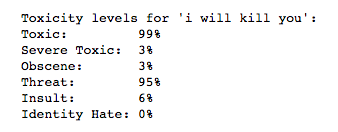 Toxicity levels for 'i will kill you':
Toxic: 99%
Severe Toxic: 3%
Obscene: 3%
Threat: 95%
Insult: 6%
Identity Hate: 0%